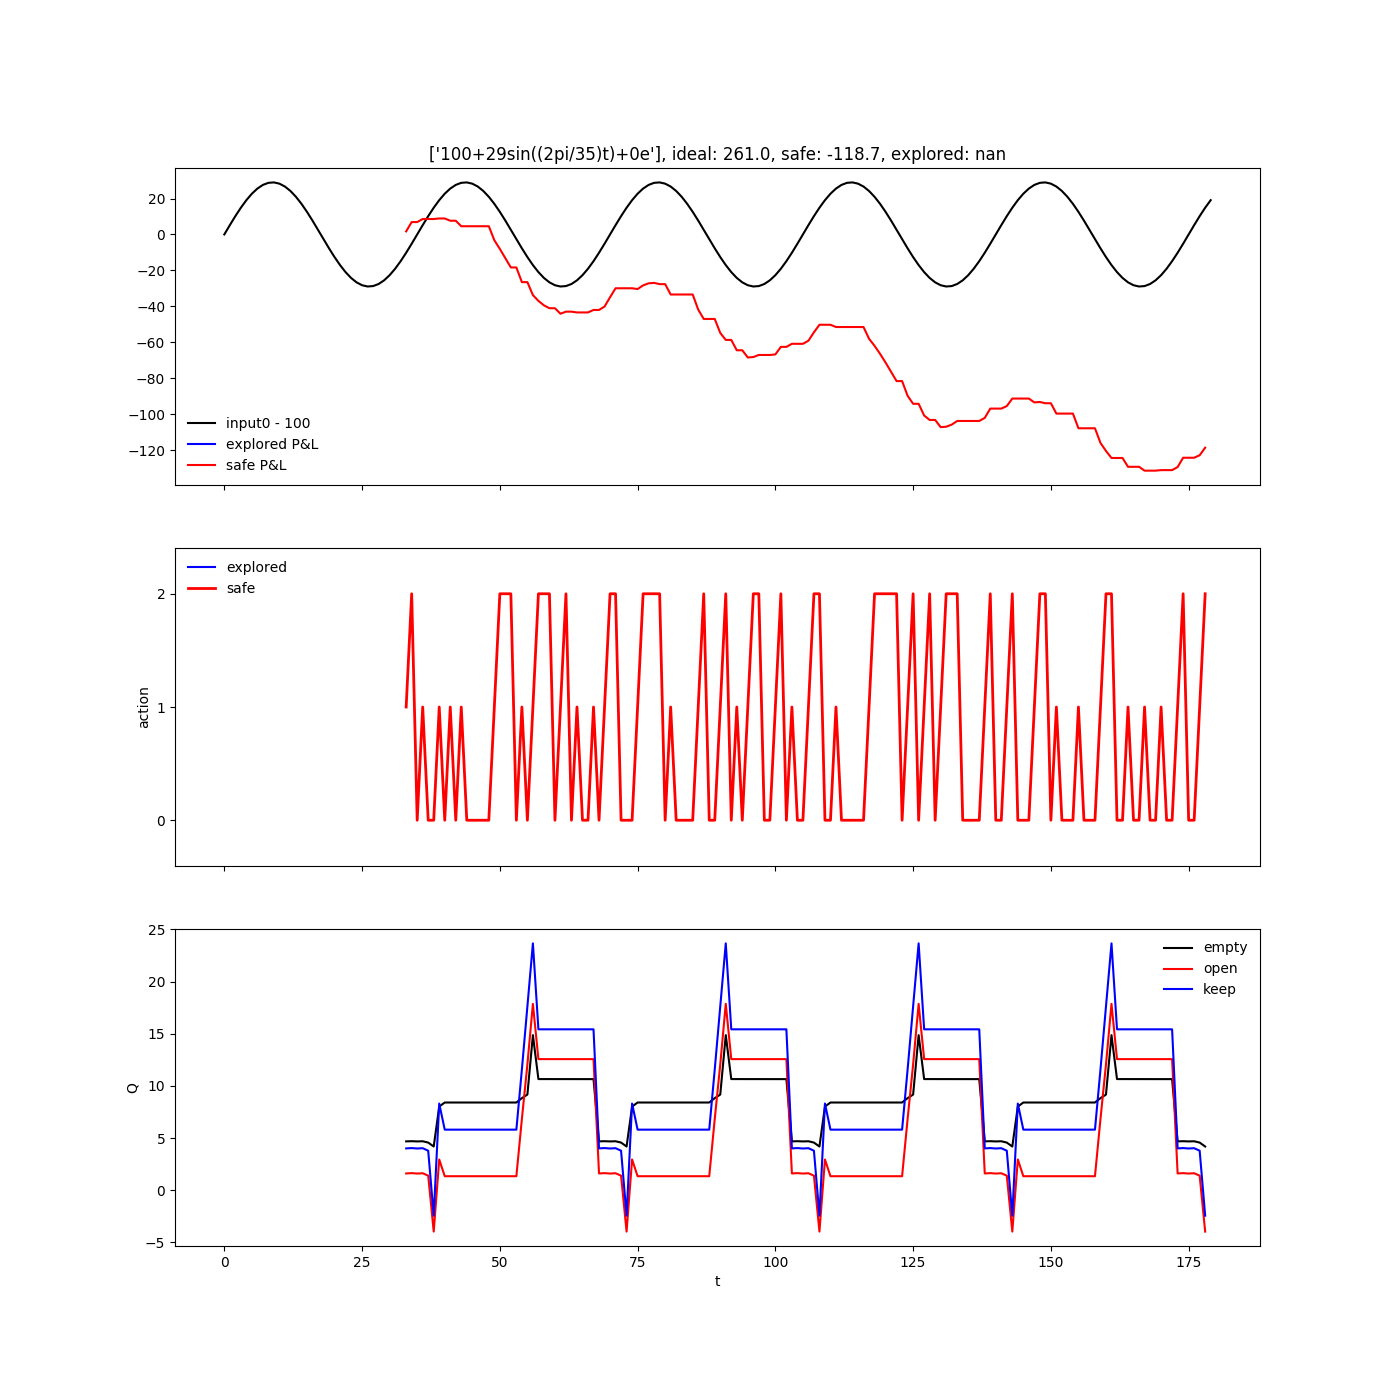 ['100+29sin((2pi/35)t)+0e'], ideal: 261.0, safe: -118.7, explored: nan
20
0
−20
−40
−60
−80
−100
−120
input0 - 100
explored P&L
safe P&L
explored
safe
2
1
0
action
25
20
15
10
5
0
−5
Q
empty
open
keep
0 25 50 75 100 125 150 175
t